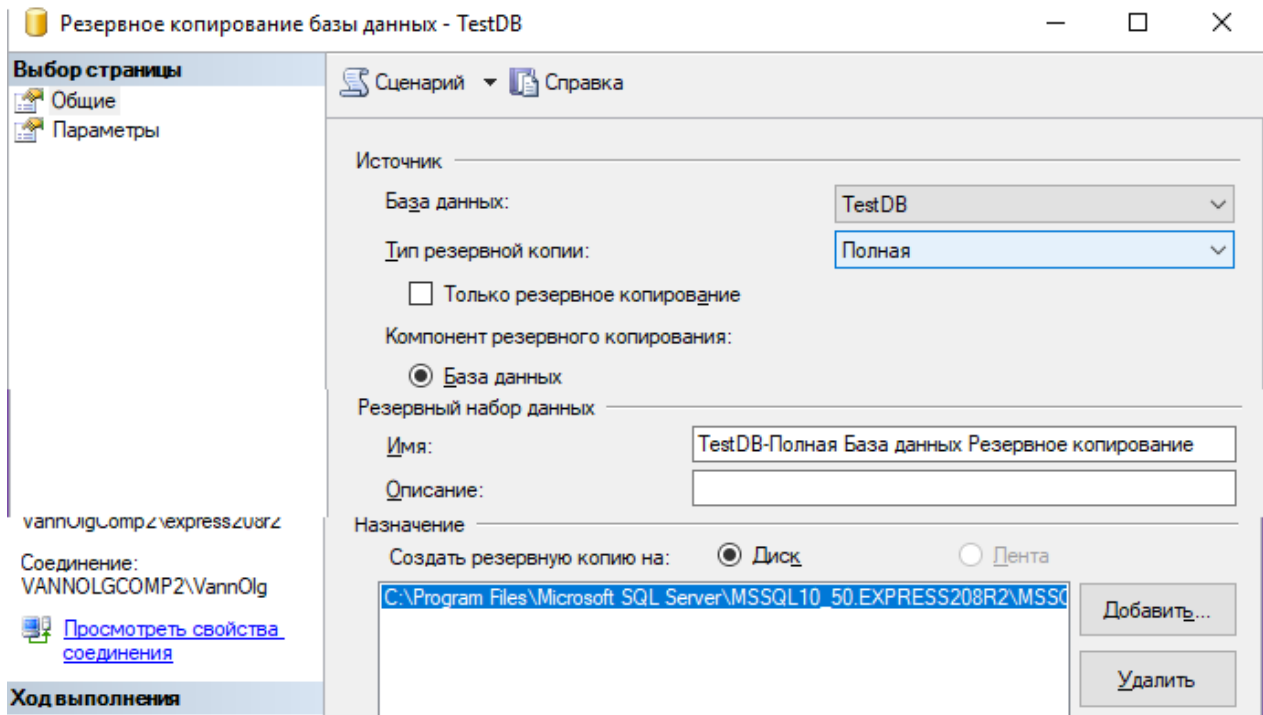 Резервное копирование базы данных - TestDB
Выбор страницы
Общие
Параметры
Сценарий Справка
Источник
База данных: TestDB
Тип резервной копии: Полная
Только резервное копирование
Компонент резервного копирования:
База данных
Резервный набор данных
Имя: TestDB-Полная База данных Резервное копирование
Описание:
VannOlgComp2\express208r2
Соединение:
VANNOLGCOMP2\VannOlg
Просмотреть свойства
соединения
Ход выполнения
Назначение
Создать резервную копию на: Диск Лента
C:\Program Files\Microsoft SQL Server\MSSQL10_50.EXPRESS208R2\MSSQ
Добавить...
Удалить